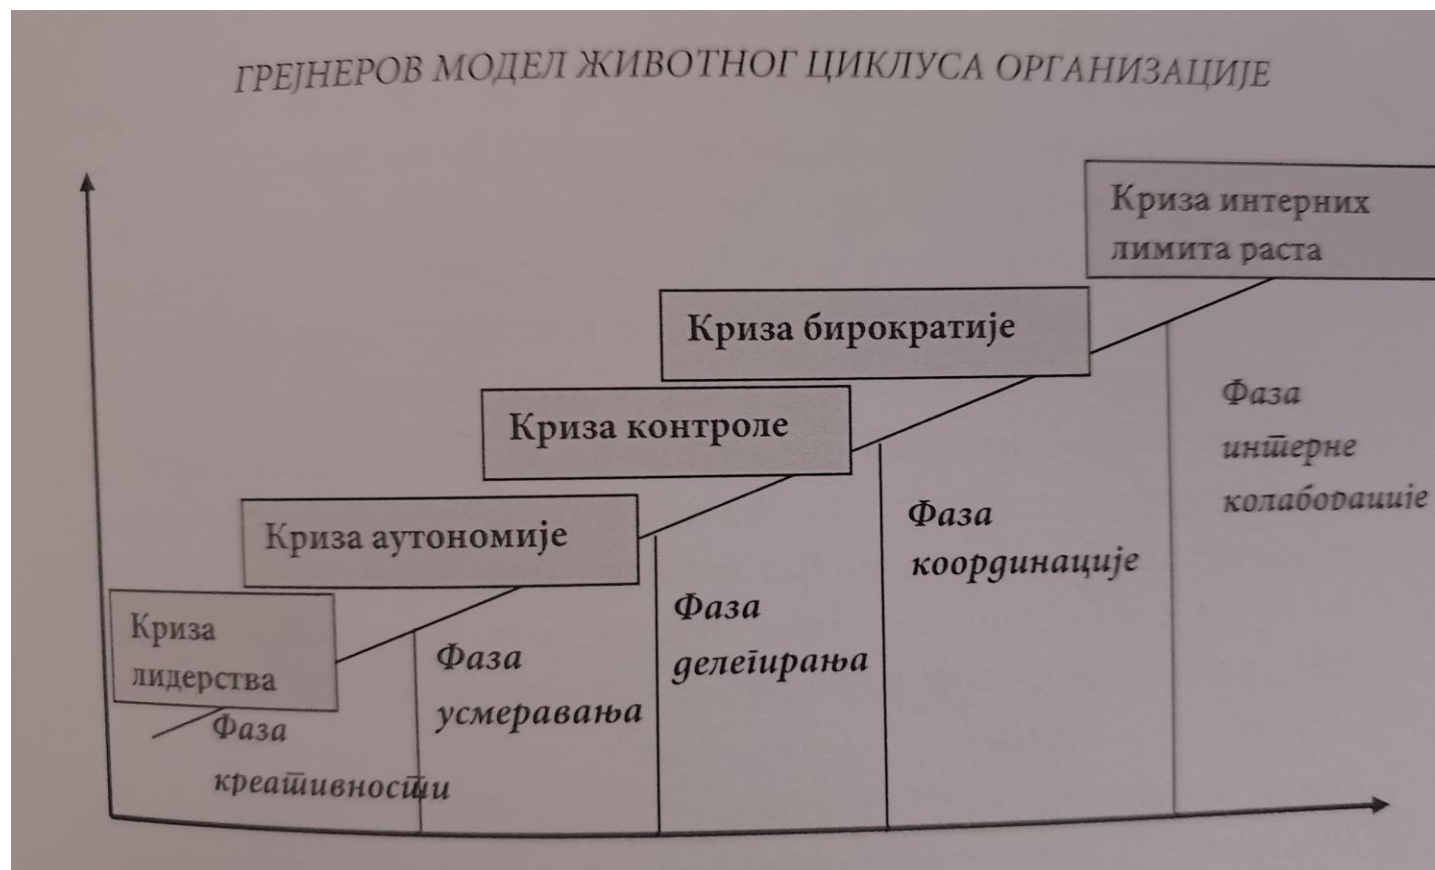 ГРЕЈНЕРОВ МОДЕЛ ЖИВОТНОГ ЦИКЛУСА ОРГАНИЗАЦИЈЕ
Криза
лидерства
Фаза
креативности
Криза аутономије
Фаза
усмеравања
Криза контроле
Фаза
делегирања
Криза бирократије
Фаза
координације
Криза интерних
лимита раста
Фаза
интерне
колаборације